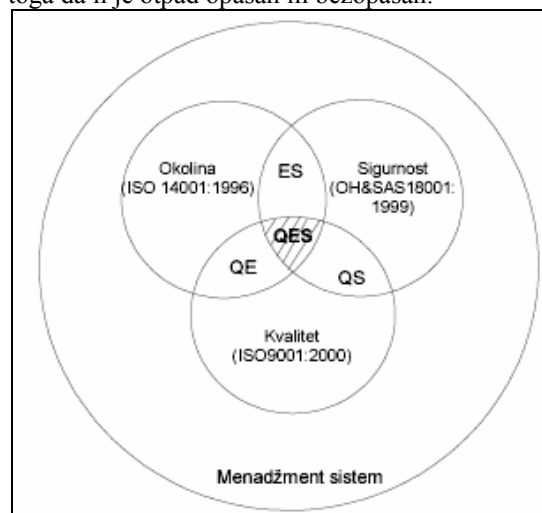 toga da li je otpad opasan ili bezopasan.
Okolina
(ISO 14001:1996)
ES
Sigurnost
(OH&SAS18001:
1999)
QES
QE
QS
Kvalitet
(ISO9001:2000)
Menadžment sistem